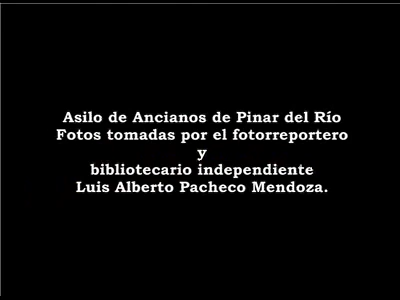 Asilo de Ancianos de Pinar del Río
Fotos tomadas por el fotorreportero
y
bibliotecario independiente
Luis Alberto Pacheco Mendoza.